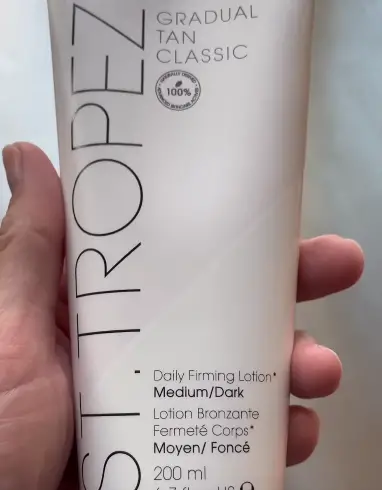 ST.TROPEZ
GRADUAL
TAN
CLASSIC
100%
Daily Firming Lotion*
Medium/Dark
Lotion Bronzante
Fermeté Corps*
Moyen/ Foncé
200 ml